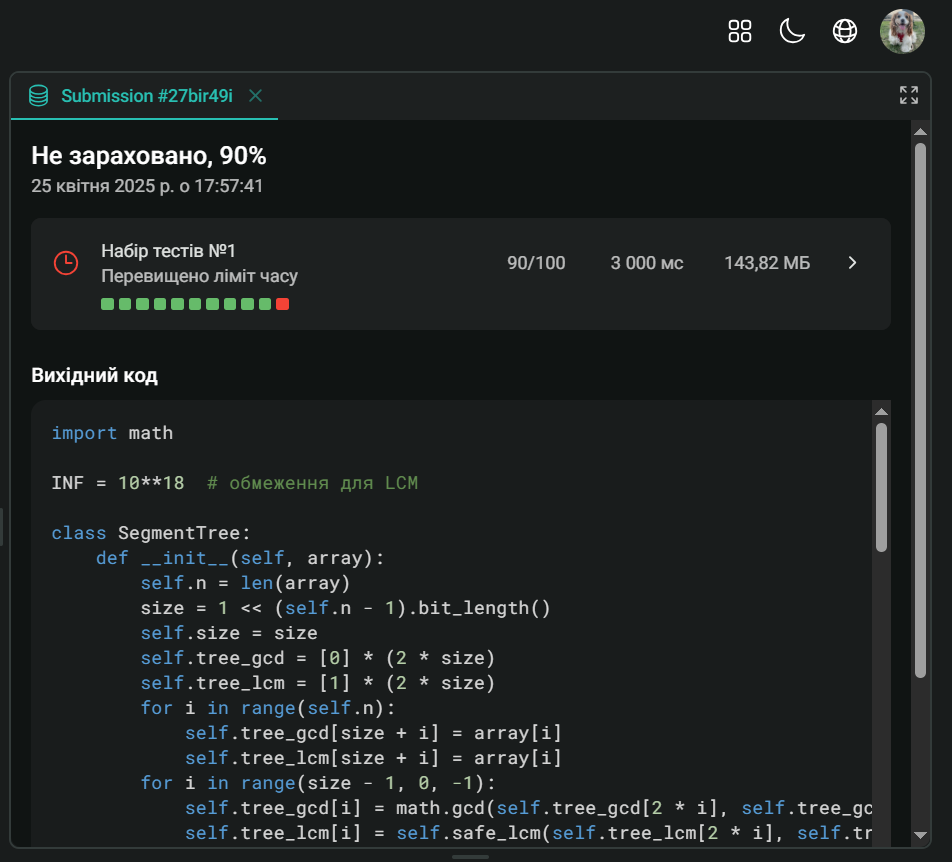 Submission #27bir49i
Не зараховано, 90%
25 квітня 2025 р. о 17:57:41
Набір тестів №1
Перевищено ліміт часу
90/100
3 000 мс
143,82 МБ
Вихідний код
import math
INF = 10**18  # обмеження для LCM
class SegmentTree:
    def __init__(self, array):
        self.n = len(array)
        size = 1 << (self.n - 1).bit_length()
        self.size = size
        self.tree_gcd = [0] * (2 * size)
        self.tree_lcm = [1] * (2 * size)
        for i in range(self.n):
            self.tree_gcd[size + i] = array[i]
            self.tree_lcm[size + i] = array[i]
        for i in range(size - 1, 0, -1):
            self.tree_gcd[i] = math.gcd(self.tree_gcd[2 * i], self.tree_gc
            self.tree_lcm[i] = self.safe_lcm(self.tree_lcm[2 * i], self.tr